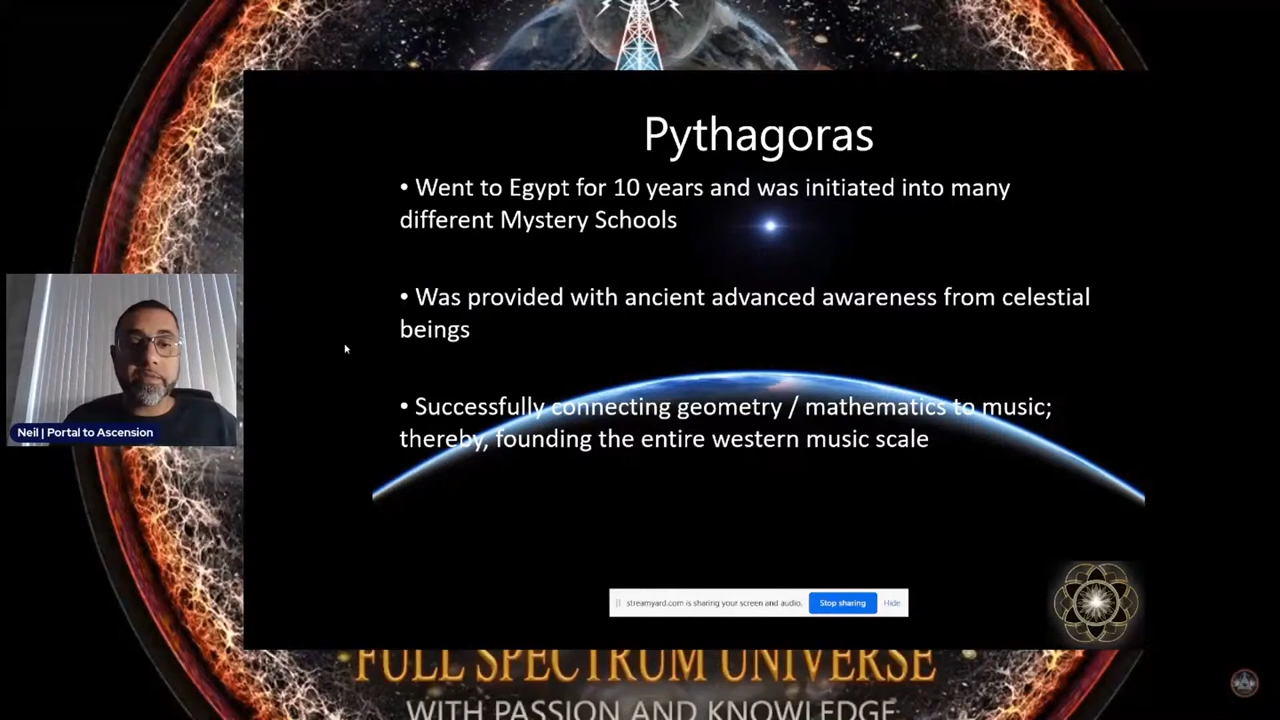 Pythagoras
• Went to Egypt for 10 years and was initiated into many
different Mystery Schools
• Was provided with ancient advanced awareness from celestial
beings
• Successfully connecting geometry / mathematics to music;
thereby, founding the entire western music scale
Neil | Portal to Ascension
streamyard.com is sharing your screen and audio. Stop sharing Hide
FULL SPECTRUM UNIVERSE
WITH PASSION AND KNOWLEDGE